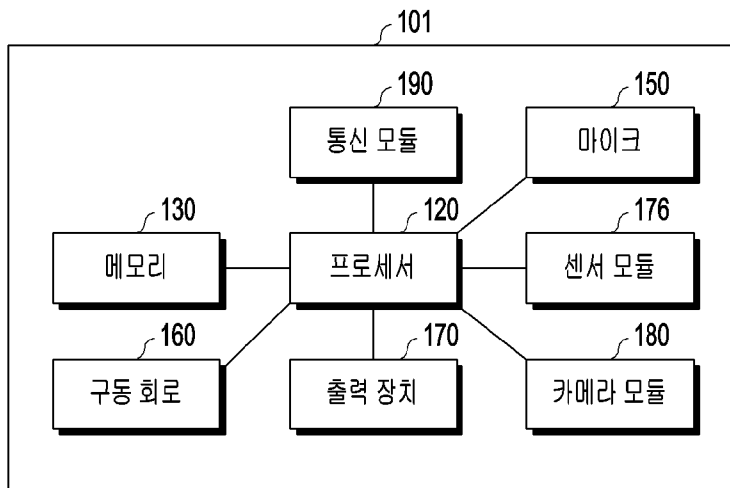 101
190
통신 모듈
150
마이크
130
메모리
120
프로세서
176
센서 모듈
160
구동 회로
170
출력 장치
180
카메라 모듈